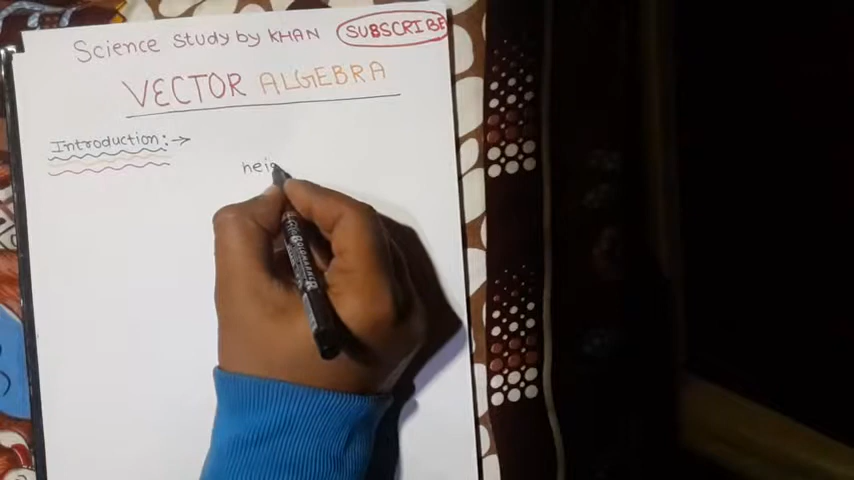 Science Study by KHAN SUBSCRIBE
VECTOR ALGEBRA
Introduction :→